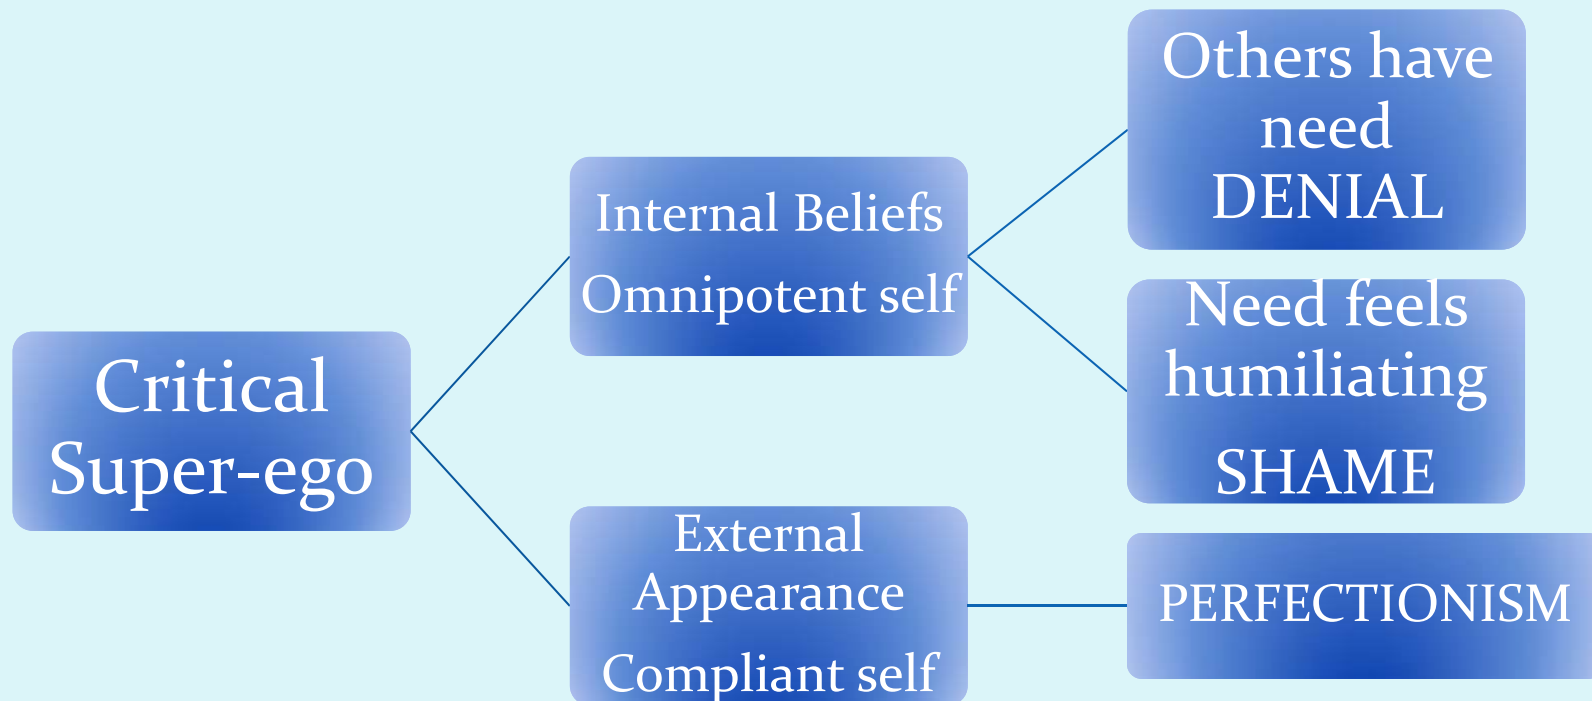 Critical
Super-ego
Internal Beliefs
Omnipotent self
External
Appearance
Compliant self
Others have
need
DENIAL
Need feels
humiliating
SHAME
PERFECTIONISM